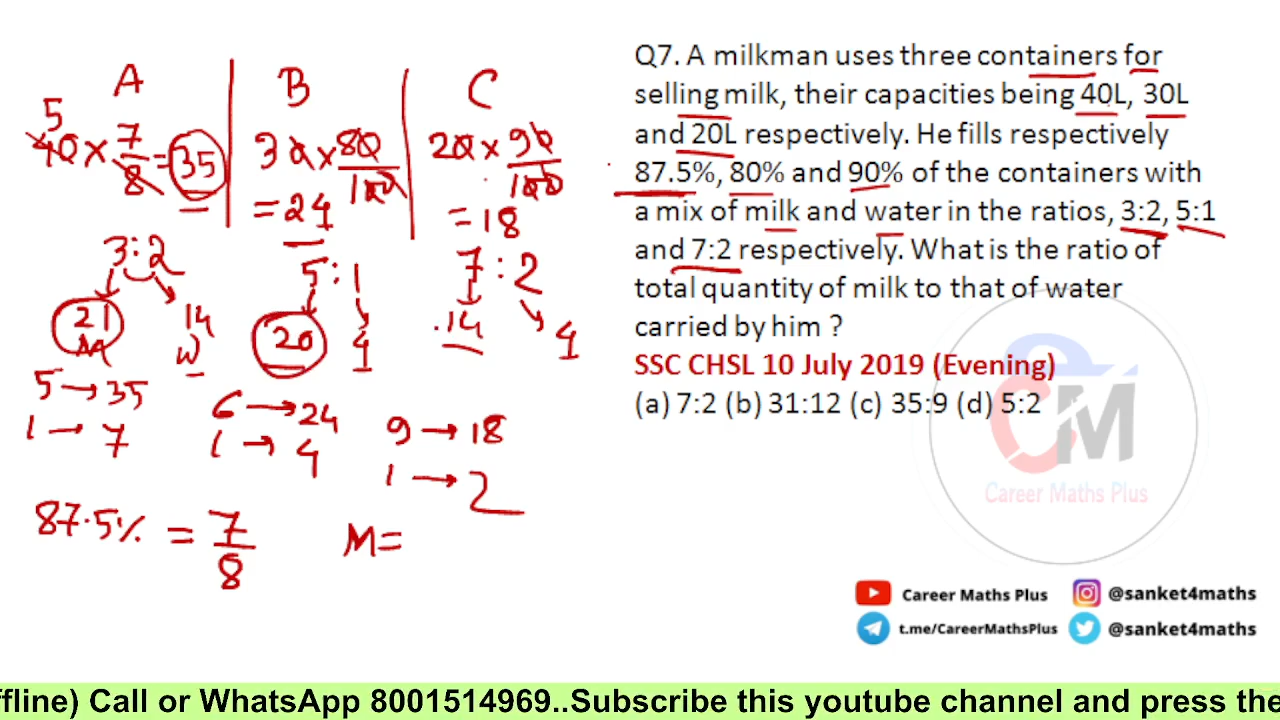 A | B | C
5
40 × 7/8 = 35
30 × 80/100
= 24
20 × 90/100
= 18
3:2
21 14
M W
5 → 35
1 → 7
5:1
20 4
6 → 24
1 → 4
7:2
14 4
9 → 18
1 → 2
87.5% = 7/8
M=
Q7. A milkman uses three containers for
selling milk, their capacities being 40L, 30L
and 20L respectively. He fills respectively
87.5%, 80% and 90% of the containers with
a mix of milk and water in the ratios, 3:2, 5:1
and 7:2 respectively. What is the ratio of
total quantity of milk to that of water
carried by him ?
SSC CHSL 10 July 2019 (Evening)
(a) 7:2 (b) 31:12 (c) 35:9 (d) 5:2
CM
Career Maths Plus
Career Maths Plus @sanket4maths
t.me/CareerMathsPlus @sanket4maths
ffline) Call or WhatsApp 8001514969..Subscribe this youtube channel and press the